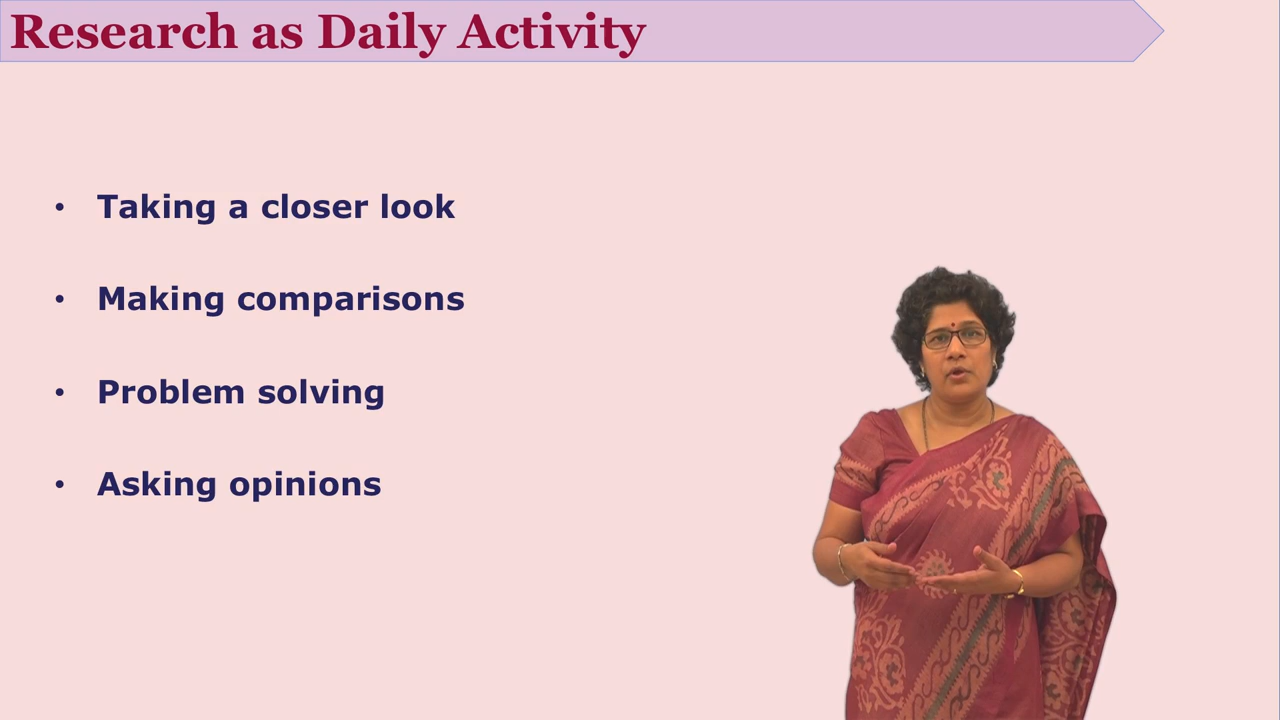 Research as Daily Activity
• Taking a closer look
• Making comparisons
• Problem solving
• Asking opinions